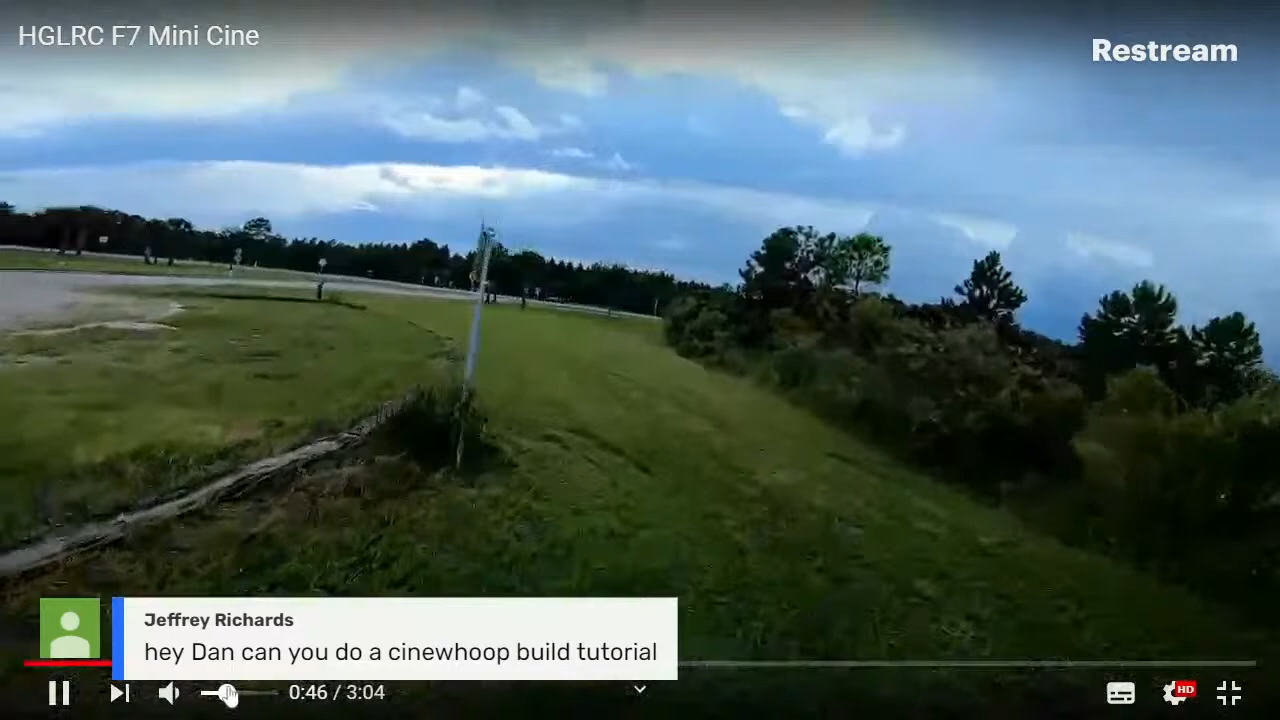 HGLRC F7 Mini Cine
Restream
Jeffrey Richards
hey Dan can you do a cinewhoop build tutorial
0:46 / 3:04
HD